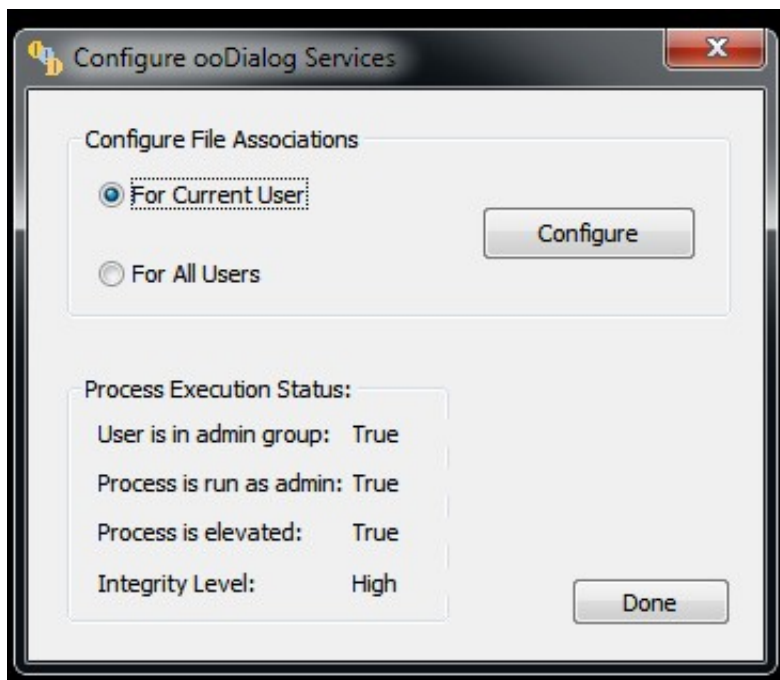 Configure ooDialog Services
Configure File Associations
For Current User
Configure
For All Users
Process Execution Status:
User is in admin group: True
Process is run as admin: True
Process is elevated: True
Integrity Level: High
Done